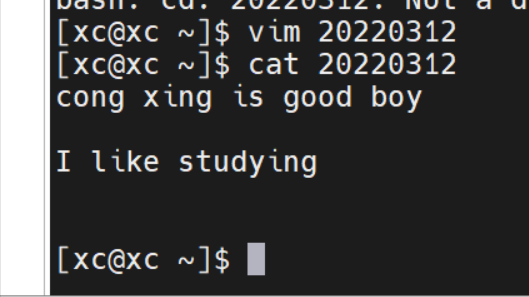 bash: cd: 20220312: Not a d
[xc@xc ~]$ vim 20220312
[xc@xc ~]$ cat 20220312
cong xing is good boy
I like studying
[xc@xc ~]$